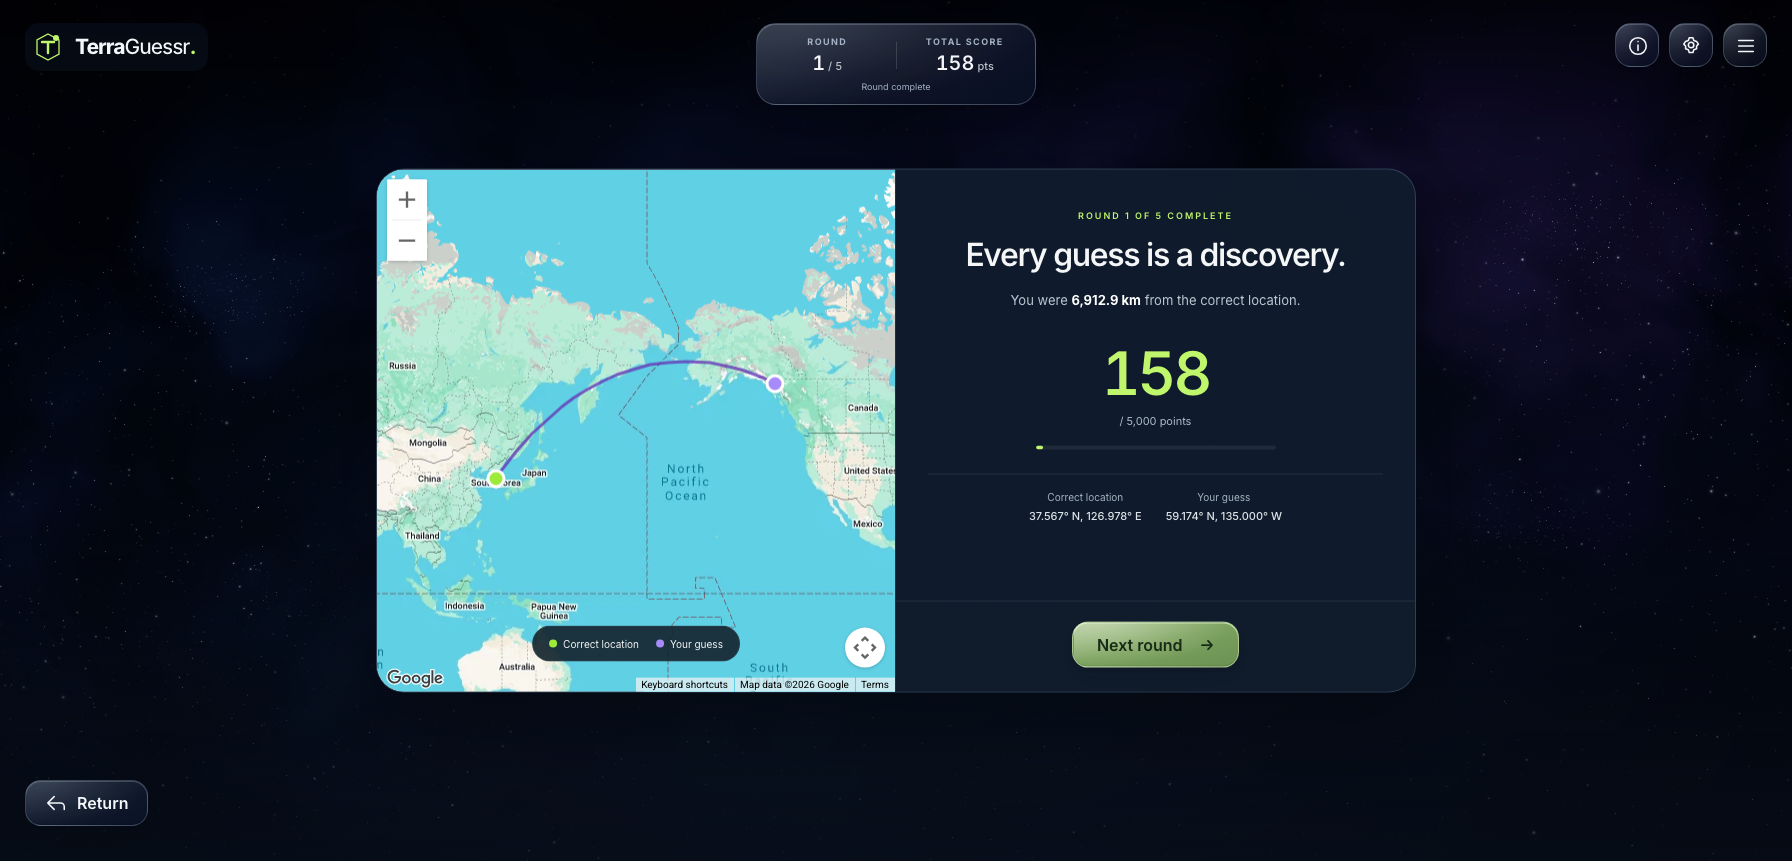 TerraGuessr.
ROUND
1 / 5
TOTAL SCORE
158 pts
Round complete
Russia
Mongolia
China
Japan
Thailand
Indonesia
Papua New
Guinea
Australia
North
Pacific
Ocean
Canada
United States
Mexico
South
Correct location
Your guess
Google
Keyboard shortcuts
Map data ©2026 Google
Terms
ROUND 1 OF 5 COMPLETE
Every guess is a discovery.
You were 6,912.9 km from the correct location.
158
/ 5,000 points
Correct location
37.567° N, 126.978° E
Your guess
59.174° N, 135.000° W
Next round
Return